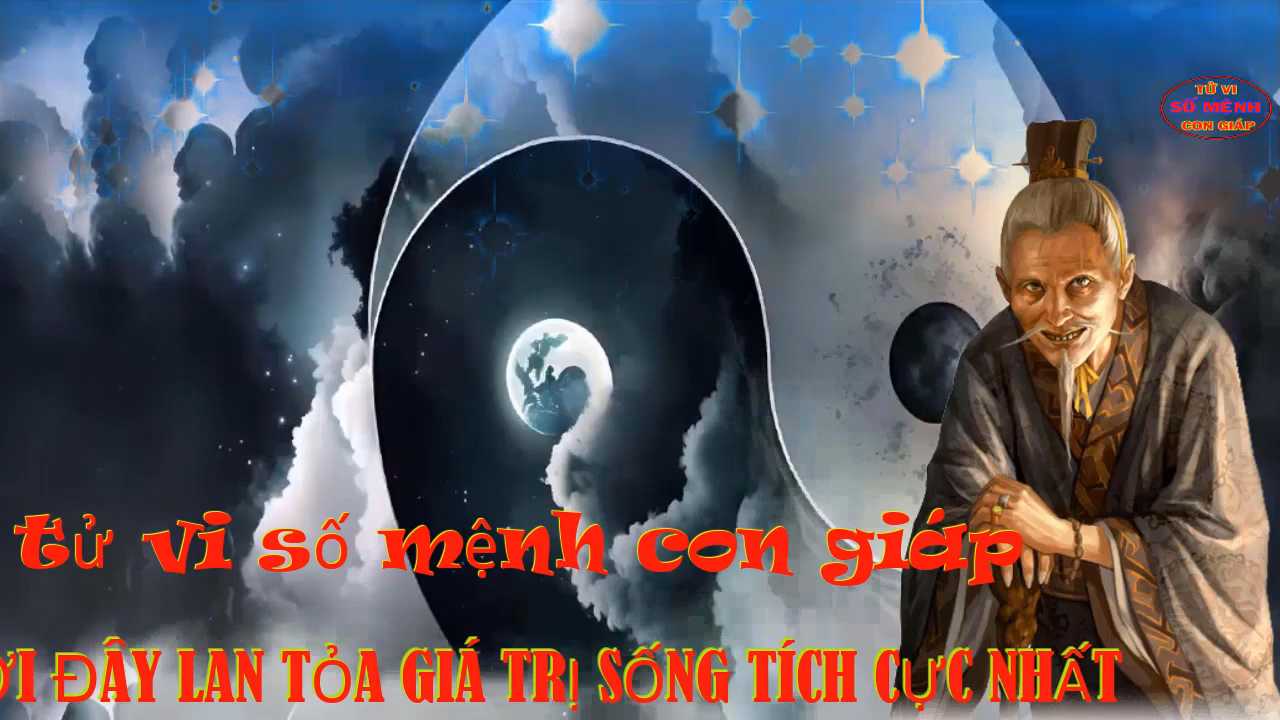 TỬ VI
SỐ MỆNH
CON GIÁP
tử vi số mệnh con giáp
ƠI ĐÂY LAN TỎA GIÁ TRỊ SỐNG TÍCH CỰC NHẤT